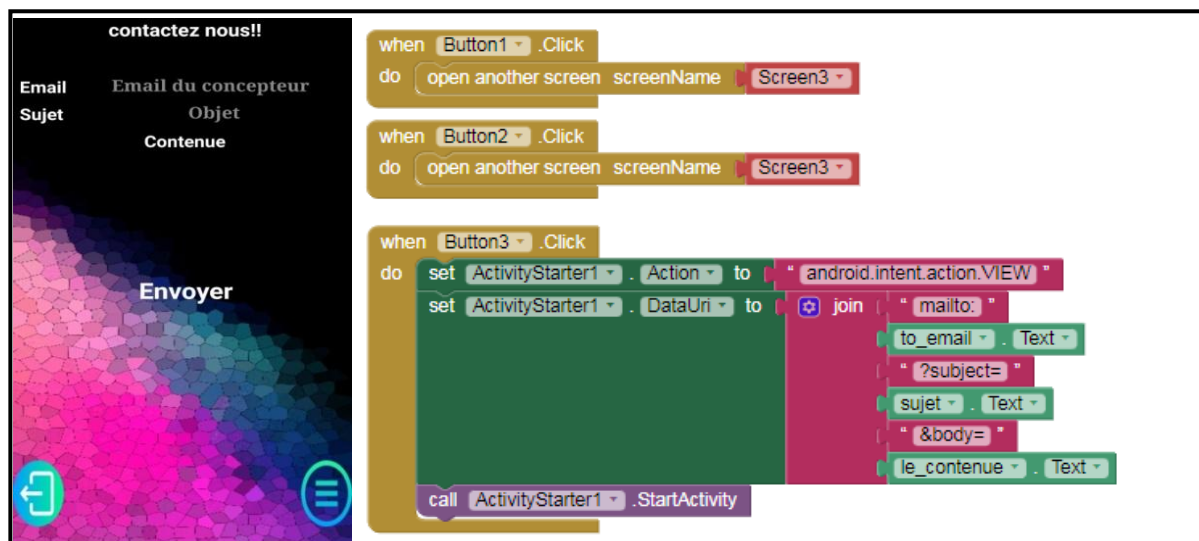 contactez nous!!
Email Email du concepteur
Sujet Objet
Contenue
Envoyer
when Button1 .Click
do open another screen screenName Screen3
when Button2 .Click
do open another screen screenName Screen3
when Button3 .Click
do set ActivityStarter1 . Action to " android.intent.action.VIEW "
set ActivityStarter1 . DataUri to join " mailto: "
to_email . Text
" ?subject= "
sujet . Text
" &body= "
le_contenue . Text
call ActivityStarter1 .StartActivity